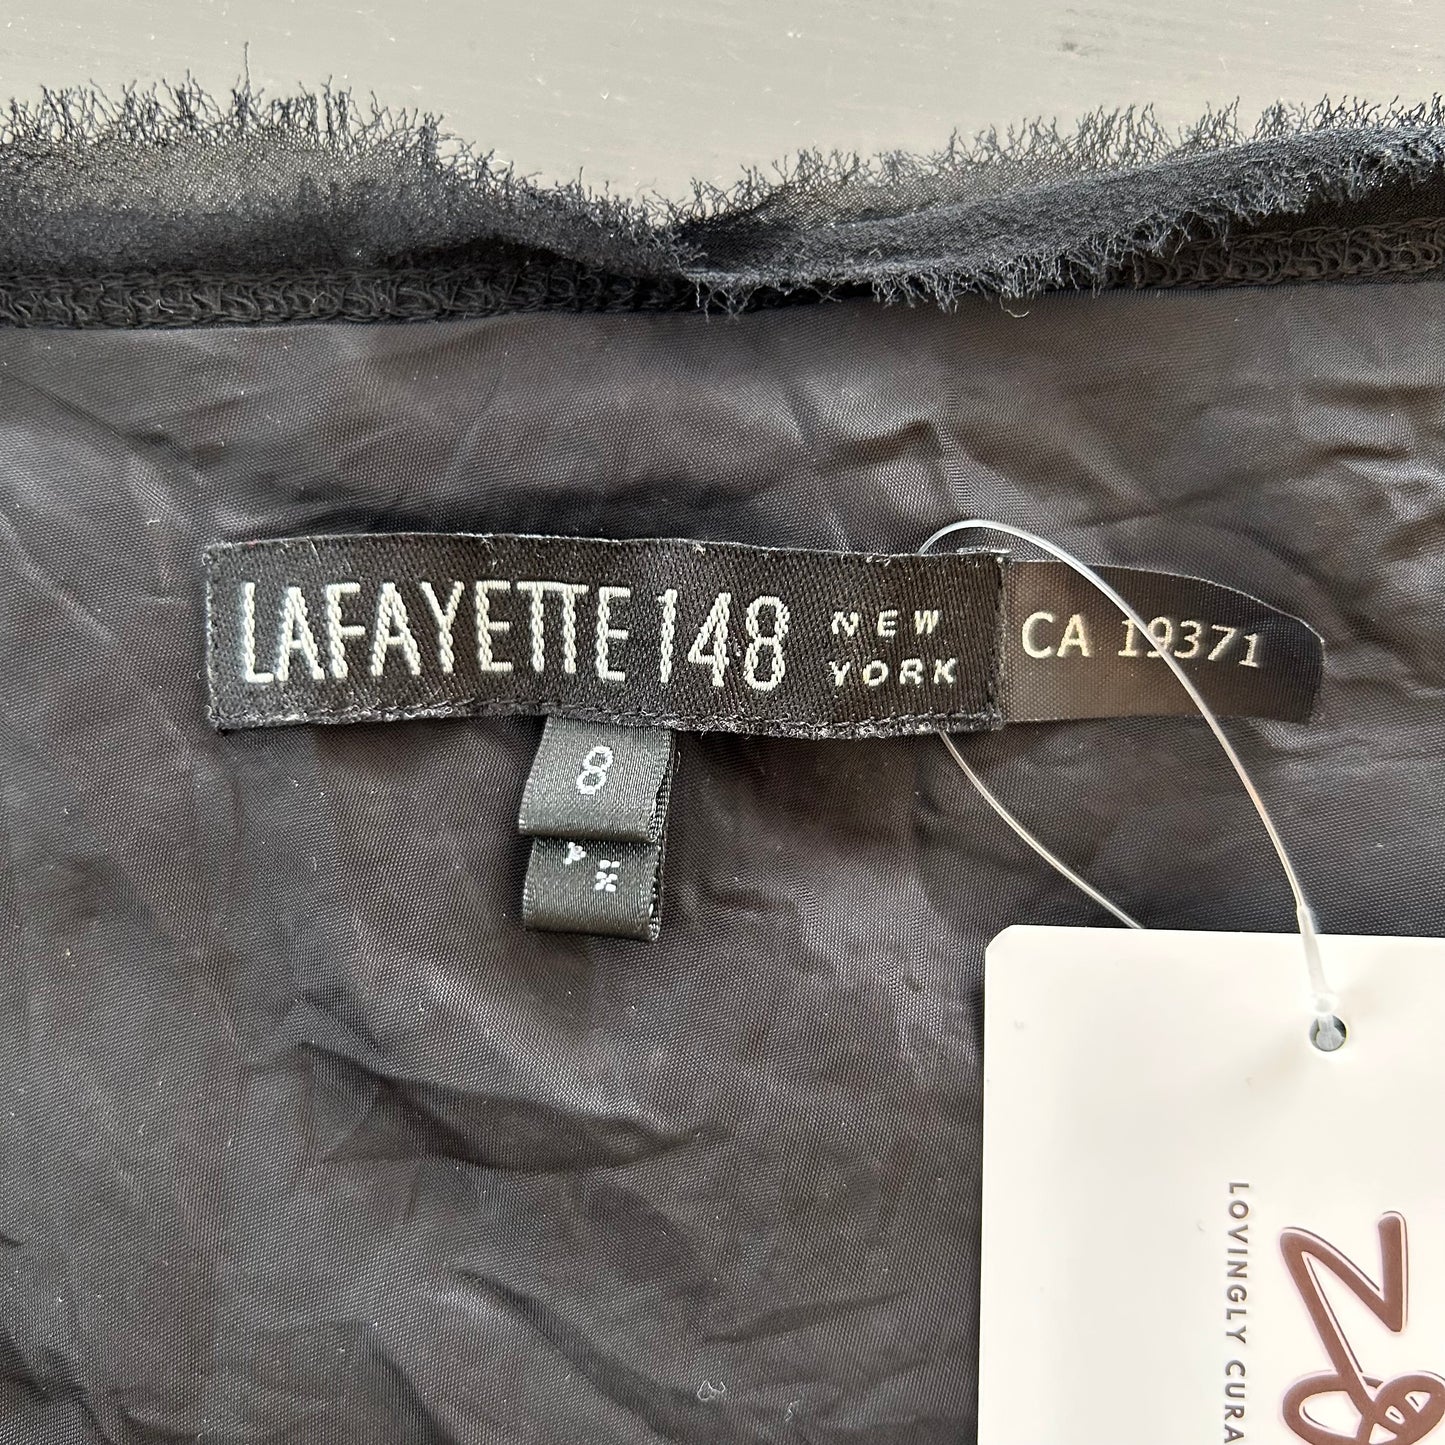 LAFAYETTE 148 NEW
YORK
CA 19371
8
LOVINGLY CURA